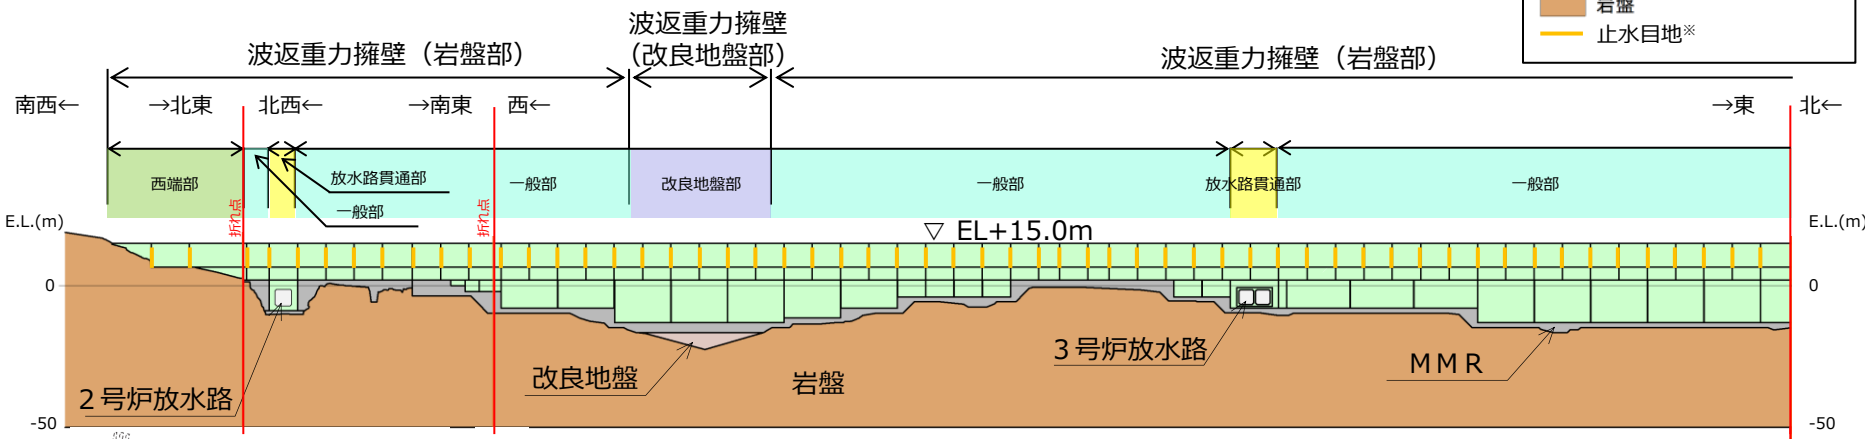 岩盤
止水目地※
波返重力擁壁
(改良地盤部)
波返重力擁壁（岩盤部）
波返重力擁壁（岩盤部）
南西←
→北東
北西←
→南東
西←
→東
北←
西端部
放水路貫通部
一般部
一般部
改良地盤部
一般部
放水路貫通部
一般部
折れ点
折れ点
E.L.(m)
▽ EL+15.0m
E.L.(m)
0
0
２号炉放水路
改良地盤
岩盤
３号炉放水路
ＭＭＲ
-50
-50